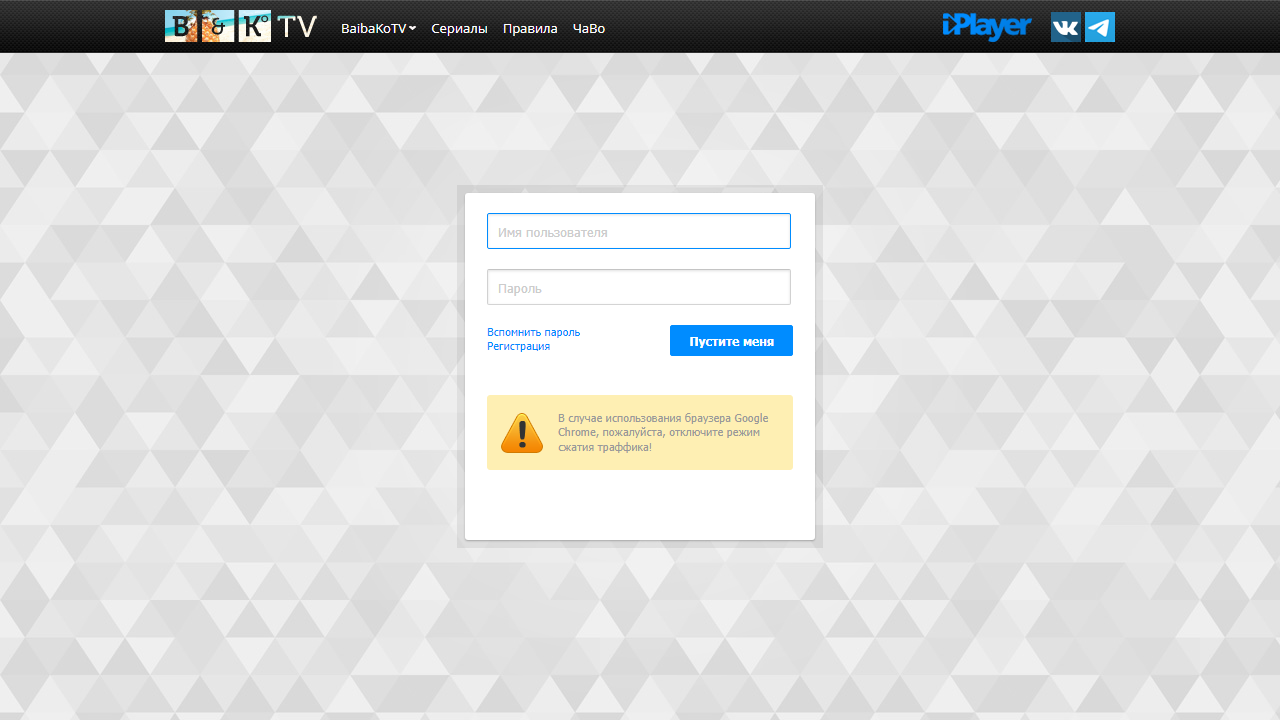 B & Ko TV
BaibaKoTV Сериалы Правила ЧаВо
iPlayer
Имя пользователя
Пароль
Вспомнить пароль
Регистрация
Пустите меня
В случае использования браузера Google
Chrome, пожалуйста, отключите режим
сжатия траффика!